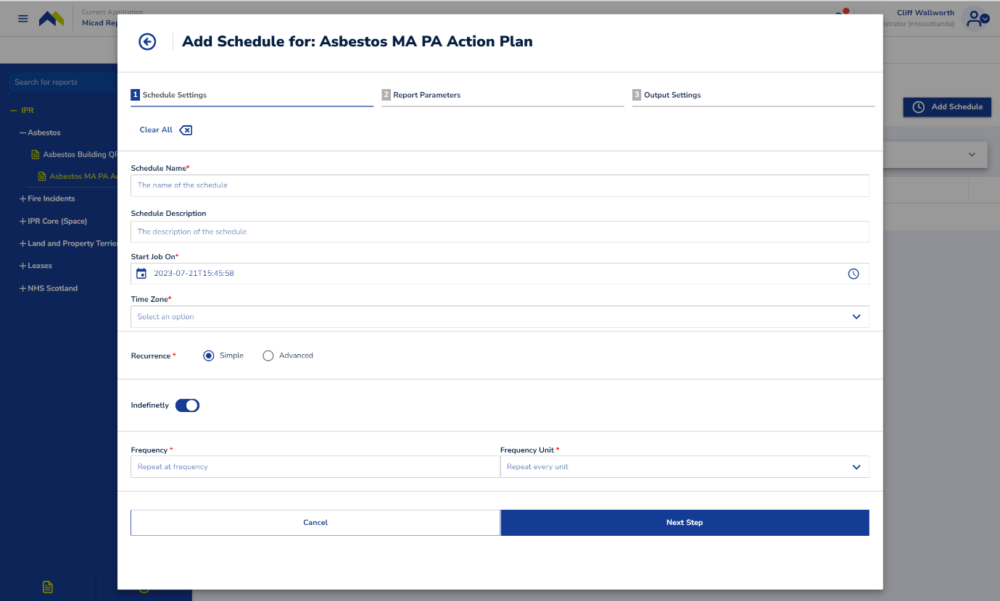 Current Application
Micad Rep
Cliff Wallworth
istrator (nhsscotlanda)
Add Schedule for: Asbestos MA PA Action Plan
Search for reports
IPR
Asbestos
Asbestos Building
Asbestos MA PA
Fire Incidents
IPR Core (Space)
Land and Property Terrier
Leases
NHS Scotland
Add Schedule
1 Schedule Settings
2 Report Parameters
3 Output Settings
Clear All
Schedule Name*
The name of the schedule
Schedule Description
The description of the schedule
Start Job On*
2023-07-21T15:45:58
Time Zone*
Select an option
Recurrence *
Simple
Advanced
Indefinetly
Frequency *
Repeat at frequency
Frequency Unit *
Repeat every unit
Cancel
Next Step